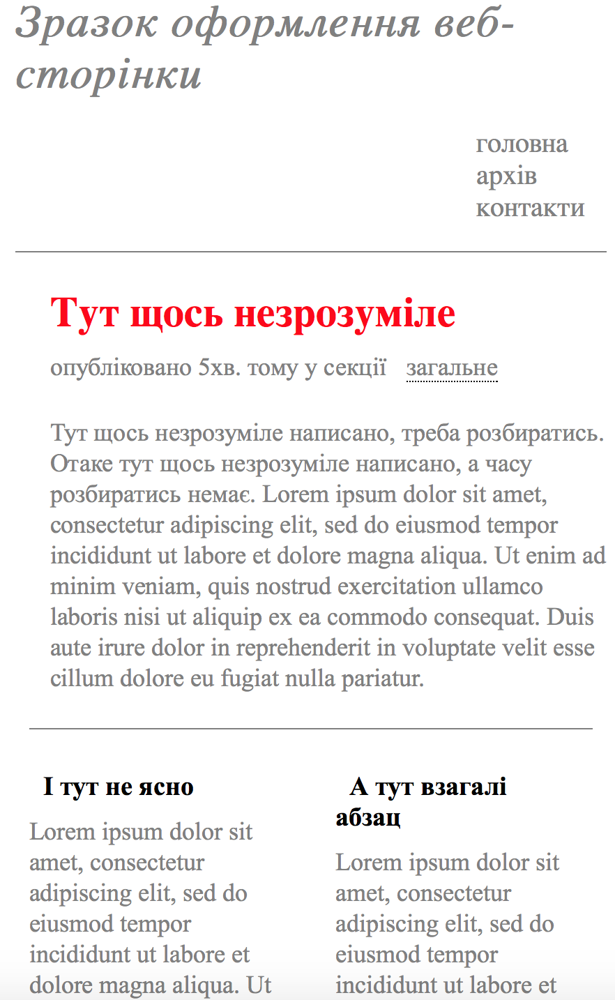 Зразок оформлення веб-
сторінки
головна
архів
контакти
Тут щось незрозуміле
опубліковано 5хв. тому у секції загальне
Тут щось незрозуміле написано, треба розбиратись.
Отаке тут щось незрозуміле написано, а часу
розбиратись немає. Lorem ipsum dolor sit amet,
consectetur adipiscing elit, sed do eiusmod tempor
incididunt ut labore et dolore magna aliqua. Ut enim ad
minim veniam, quis nostrud exercitation ullamco
laboris nisi ut aliquip ex ea commodo consequat. Duis
aute irure dolor in reprehenderit in voluptate velit esse
cillum dolore eu fugiat nulla pariatur.
І тут не ясно
Lorem ipsum dolor sit
amet, consectetur
adipiscing elit, sed do
eiusmod tempor
incididunt ut labore et
dolore magna aliqua. Ut
А тут взагалі
абзац
Lorem ipsum dolor sit
amet, consectetur
adipiscing elit, sed do
eiusmod tempor
incididunt ut labore et